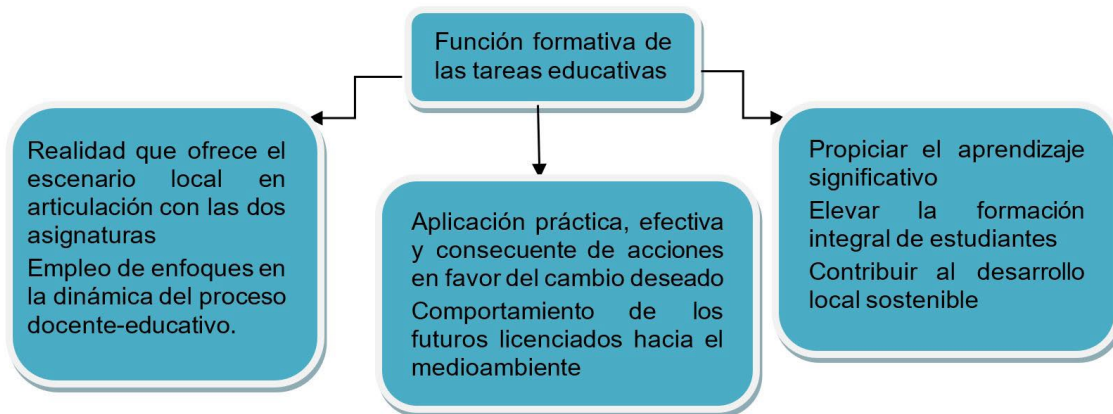 Función formativa de
las tareas educativas
Realidad que ofrece el
escenario local en
articulación con las dos
asignaturas
Empleo de enfoques en
la dinámica del proceso
docente-educativo.
Aplicación práctica, efectiva
y consecuente de acciones
en favor del cambio deseado
Comportamiento de los
futuros licenciados hacia el
medioambiente
Propiciar el aprendizaje
significativo
Elevar la formación
integral de estudiantes
Contribuir al desarrollo
local sostenible